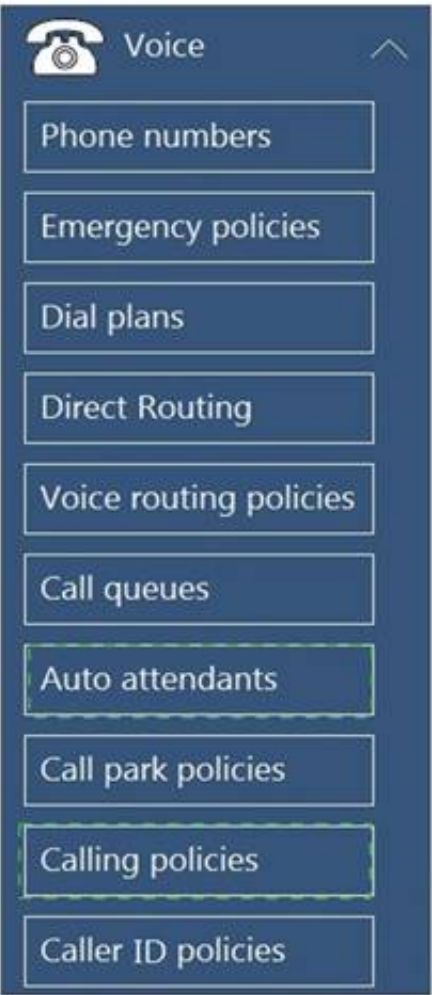 Voice
Phone numbers
Emergency policies
Dial plans
Direct Routing
Voice routing policies
Call queues
Auto attendants
Call park policies
Calling policies
Caller ID policies